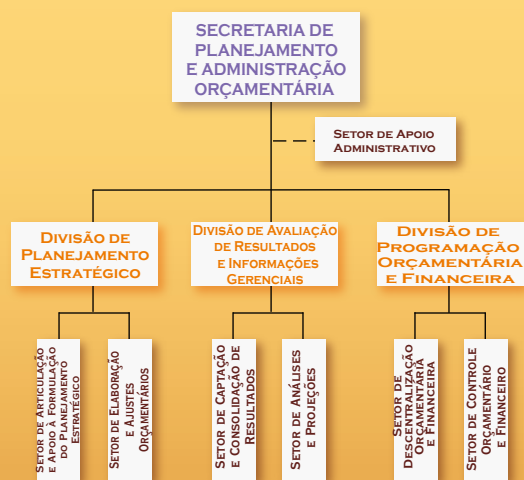 SECRETARIA DE
PLANEJAMENTO
E ADMINISTRAÇÃO
ORÇAMENTÁRIA
SETOR DE APOIO
ADMINISTRATIVO
DIVISÃO DE
PLANEJAMENTO
ESTRATÉGICO
DIVISÃO DE AVALIAÇÃO
DE RESULTADOS
E INFORMAÇÕES
GERENCIAIS
DIVISÃO DE
PROGRAMAÇÃO
ORÇAMENTÁRIA
E FINANCEIRA
SETOR DE ARTICULAÇÃO
E APOIO À FORMULAÇÃO
DO PLANEJAMENTO
ESTRATÉGICO
SETOR DE ELABORAÇÃO
E AJUSTES
ORÇAMENTÁRIOS
SETOR DE CAPTAÇÃO
E CONSOLIDAÇÃO DE
RESULTADOS
SETOR DE ANÁLISES
E PROJEÇÕES
SETOR DE
DESCENTRALIZAÇÃO
ORÇAMENTÁRIA
E FINANCEIRA
SETOR DE CONTROLE
ORÇAMENTÁRIO
E FINANCEIRO